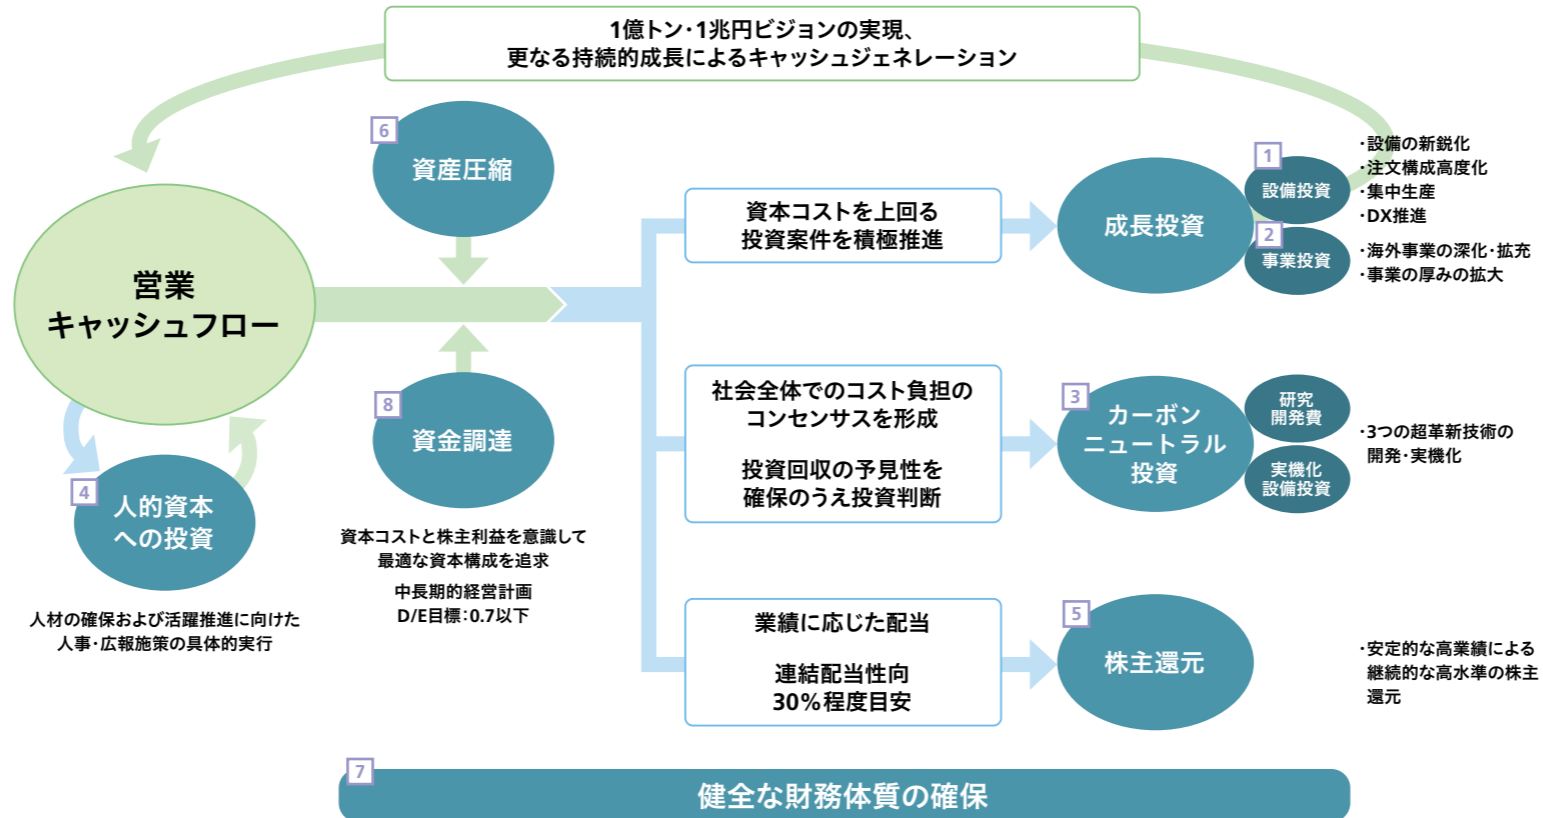 1億トン・1兆円ビジョンの実現、
更なる持続的成長によるキャッシュジェネレーション
営業
キャッシュフロー
6
資産圧縮
8
資金調達
資本コストと株主利益を意識して
最適な資本構成を追求
中長期的経営計画
D/E目標：0.7以下
4
人的資本
への投資
人材の確保および活躍推進に向けた
人事・広報施策の具体的実行
資本コストを上回る
投資案件を積極推進
成長投資
1
設備投資
・設備の新鋭化
・注文構成高度化
・集中生産
・DX推進
2
事業投資
・海外事業の深化・拡充
・事業の厚みの拡大
社会全体でのコスト負担の
コンセンサスを形成
投資回収の予見性を
確保のうえ投資判断
3
カーボン
ニュートラル
投資
研究
開発費
実機化
設備投資
・3つの超革新技術の
開発・実機化
業績に応じた配当
連結配当性向
30％程度目安
5
株主還元
・安定的な高業績による
継続的な高水準の株主
還元
7
健全な財務体質の確保